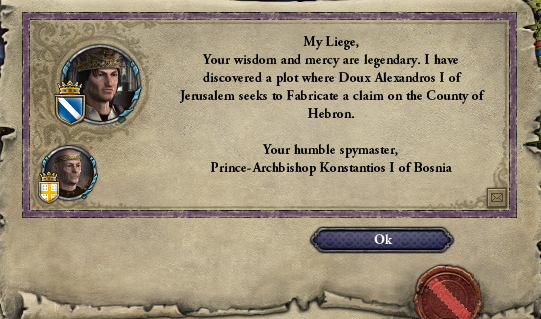 My Liege,
Your wisdom and mercy are legendary. I have
discovered a plot where Doux Alexandros I of
Jerusalem seeks to Fabricate a claim on the County of
Hebron.
Your humble spymaster,
Prince-Archbishop Konstantios I of Bosnia
Ok